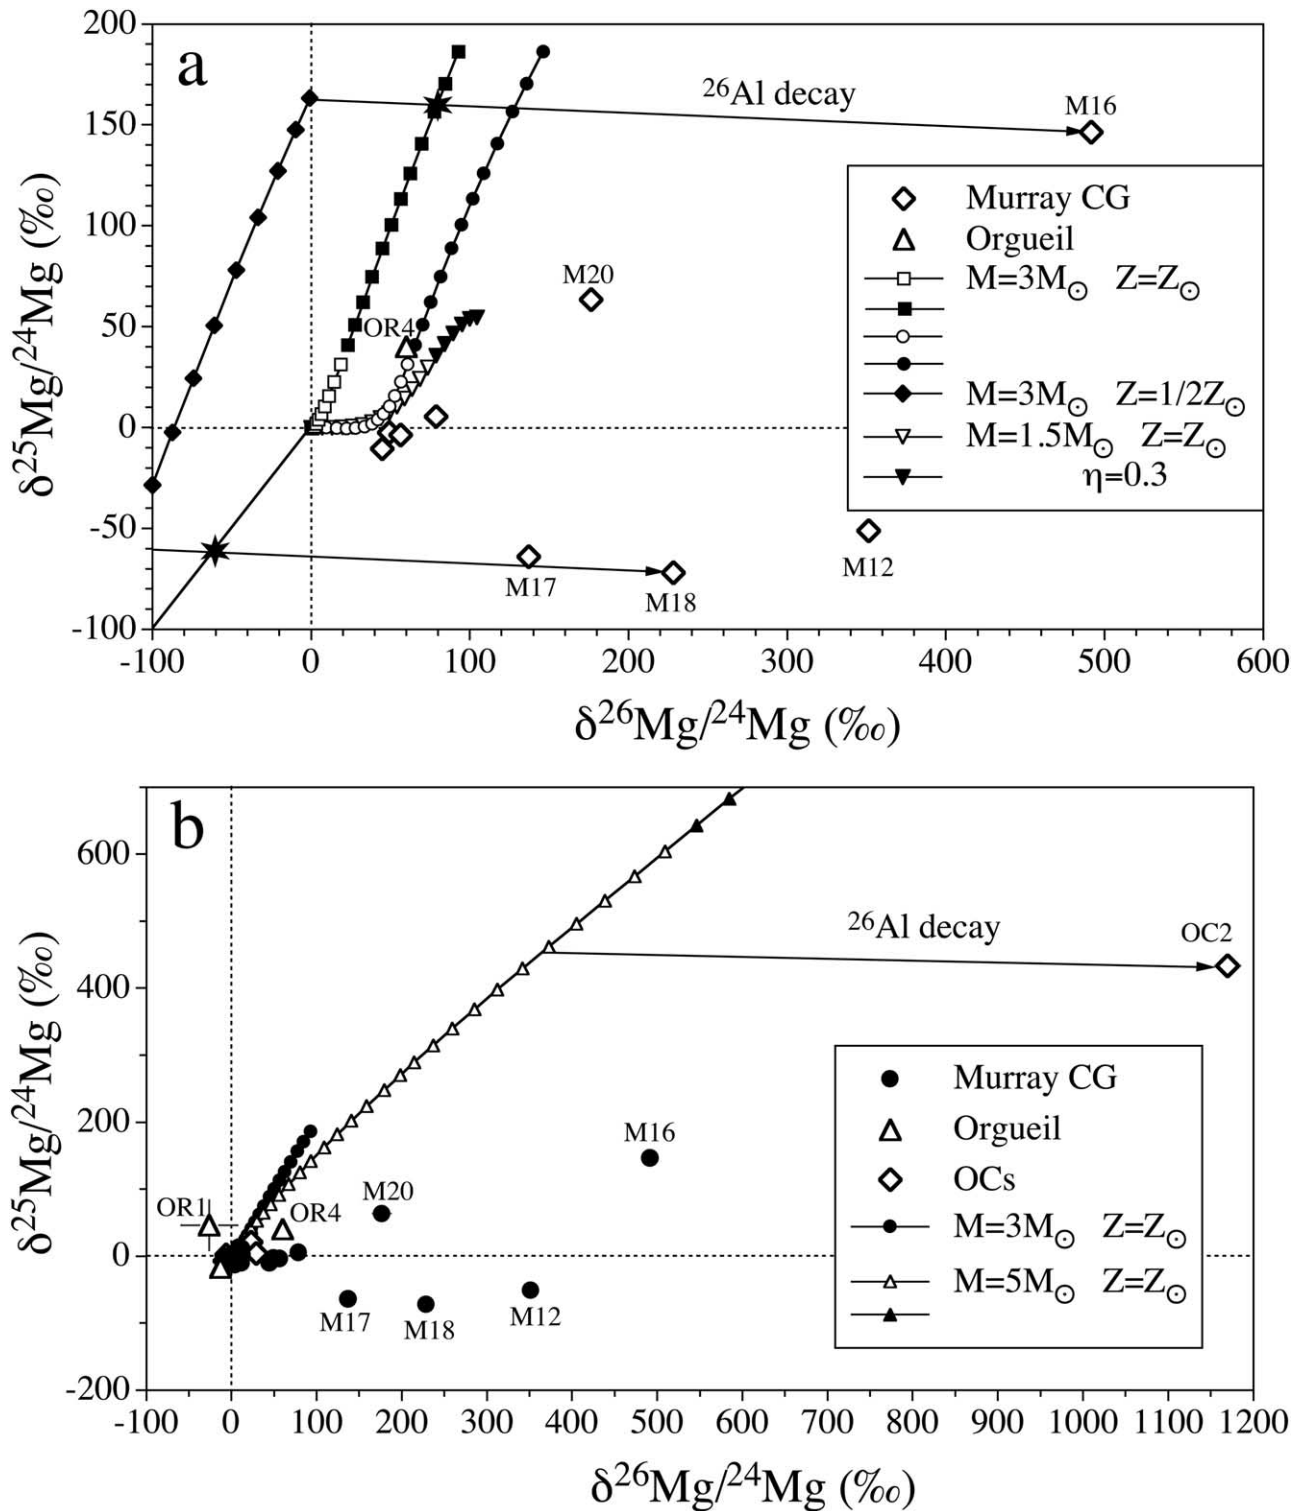 a
200
150
100
50
0
-50
-100
δ25Mg/24Mg (‰)
26Al decay
M16
M20
OR4
M17
M18
M12
Murray CG
Orgueil
M=3M☉ Z=Z☉
M=3M☉ Z=1/2Z☉
M=1.5M☉ Z=Z☉
η=0.3
-100 0 100 200 300 400 500 600
δ26Mg/24Mg (‰)
b
600
400
200
0
-200
δ25Mg/24Mg (‰)
26Al decay
OC2
M16
M20
OR1
OR4
M17
M18
M12
Murray CG
Orgueil
OCs
M=3M☉ Z=Z☉
M=5M☉ Z=Z☉
-100 0 100 200 300 400 500 600 700 800 900 1000 1100 1200
δ26Mg/24Mg (‰)